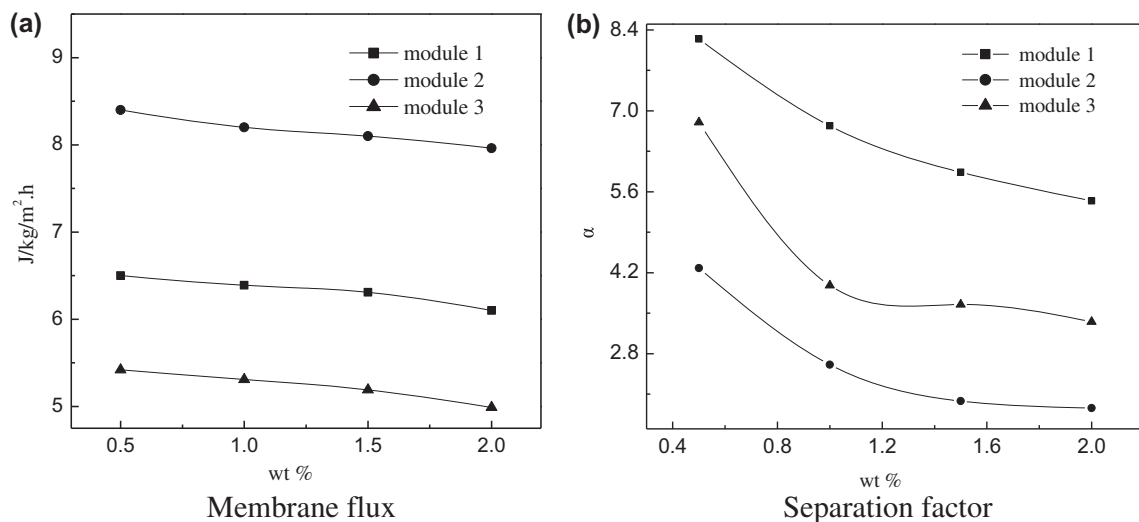 (a)
module 1
module 2
module 3
9
8
7
6
5
J/kg/m².h
0.5 1.0 1.5 2.0
wt %
Membrane flux
(b)
module 1
module 2
module 3
8.4
7.0
5.6
4.2
2.8
α
0.4 0.8 1.2 1.6 2.0
wt %
Separation factor